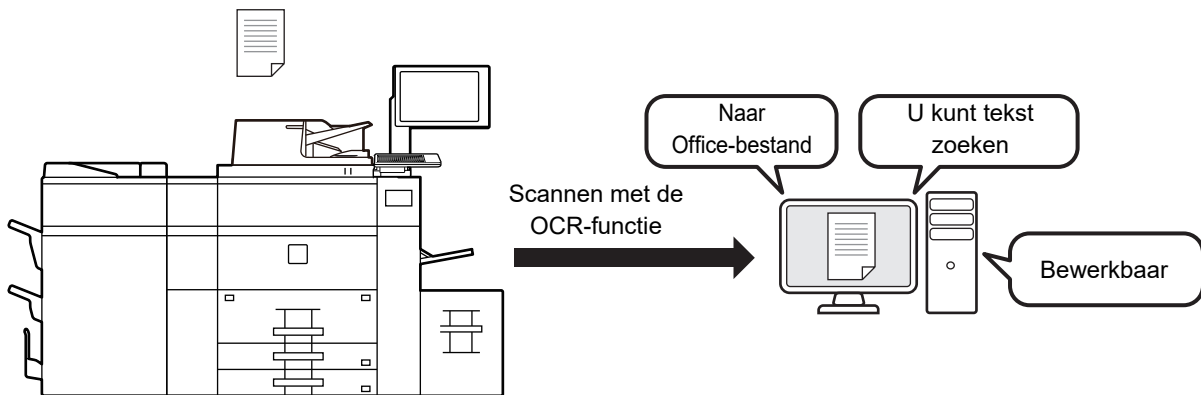 Scannen met de
OCR-functie
Naar
Office-bestand
U kunt tekst
zoeken
Bewerkbaar